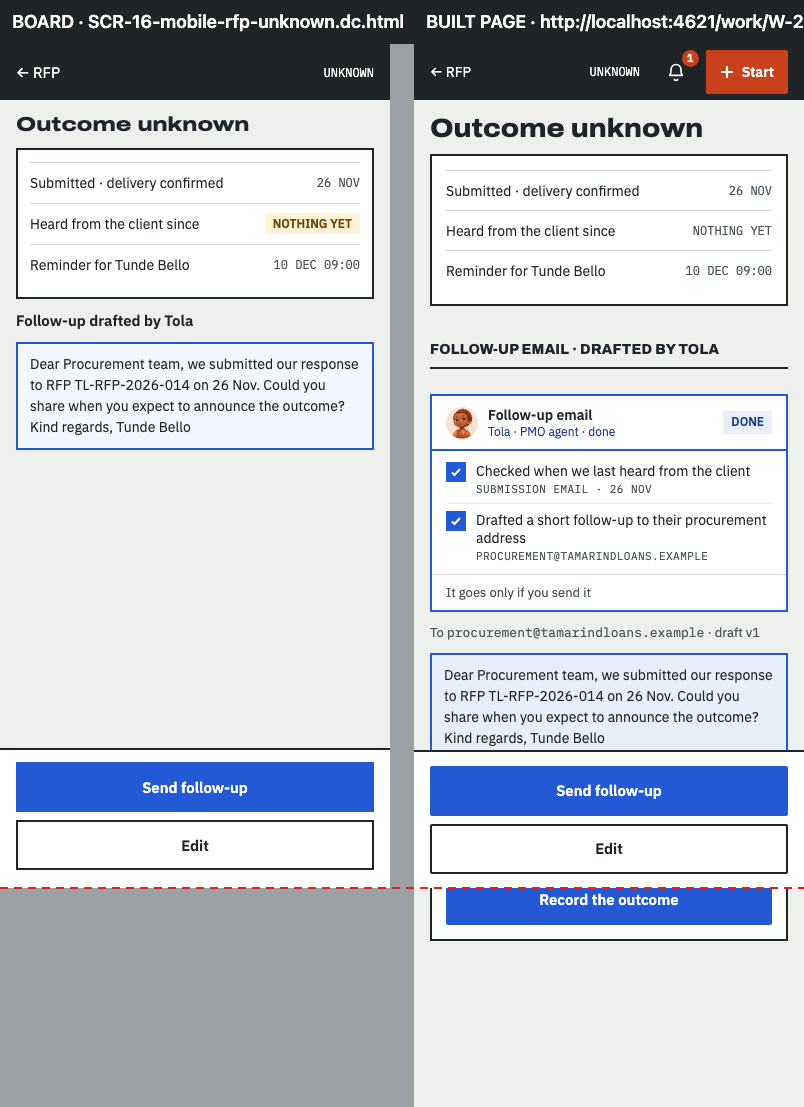 BOARD · SCR-16-mobile-rfp-unknown.dc.html
← RFP
UNKNOWN
Outcome unknown
Submitted · delivery confirmed
26 NOV
Heard from the client since
NOTHING YET
Reminder for Tunde Bello
10 DEC 09:00
Follow-up drafted by Tola
Dear Procurement team, we submitted our response
to RFP TL-RFP-2026-014 on 26 Nov. Could you
share when you expect to announce the outcome?
Kind regards, Tunde Bello
Send follow-up
Edit
BUILT PAGE · http://localhost:4621/work/W-2
← RFP
UNKNOWN
1
+ Start
Outcome unknown
Submitted · delivery confirmed
26 NOV
Heard from the client since
NOTHING YET
Reminder for Tunde Bello
10 DEC 09:00
FOLLOW-UP EMAIL · DRAFTED BY TOLA
Follow-up email
Tola · PMO agent · done
DONE
Checked when we last heard from the client
SUBMISSION EMAIL · 26 NOV
Drafted a short follow-up to their procurement
address
PROCUREMENT@TAMARINDLOANS.EXAMPLE
It goes only if you send it
To procurement@tamarindloans.example · draft v1
Dear Procurement team, we submitted our response
to RFP TL-RFP-2026-014 on 26 Nov. Could you
share when you expect to announce the outcome?
Kind regards, Tunde Bello
Send follow-up
Edit
Record the outcome